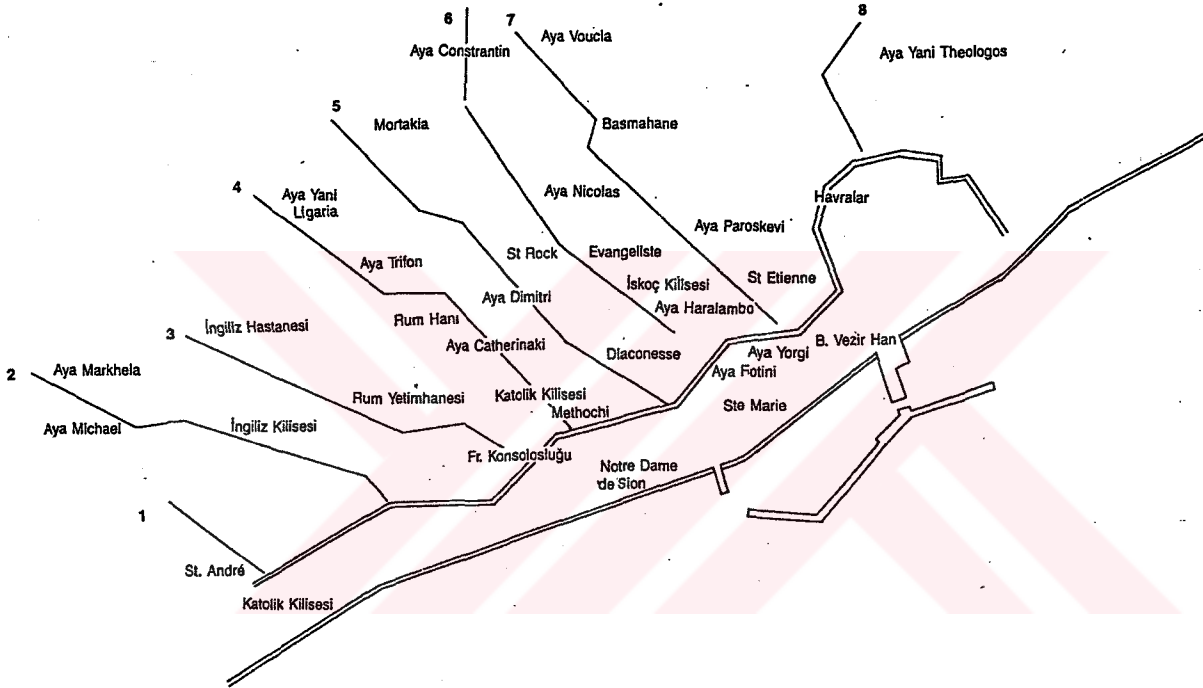 6
7
8
Aya Voucla
Aya Constrantin
Aya Yani Theologos
5
Mortakia
Basmahane
4
Aya Yani
Ligaria
Aya Nicolas
Havralar
Aya Paroskevi
St Rock
Evangeliste
Aya Trifon
İskoç Kilisesi
St Etienne
Aya Dimitri
Aya Haralambo
3
İngiliz Hastanesi
Rum Hanı
Aya Catherinaki
Diaconesse
Aya Yorgi
B. Vezir Han
2
Aya Markhela
Aya Fotini
Rum Yetimhanesi
Katolik Kilisesi
Methochi
Ste Marie
Aya Michael
İngiliz Kilisesi
Fr. Konsolosluğu
Notre Dame
de Sion
1
St. André
Katolik Kilisesi